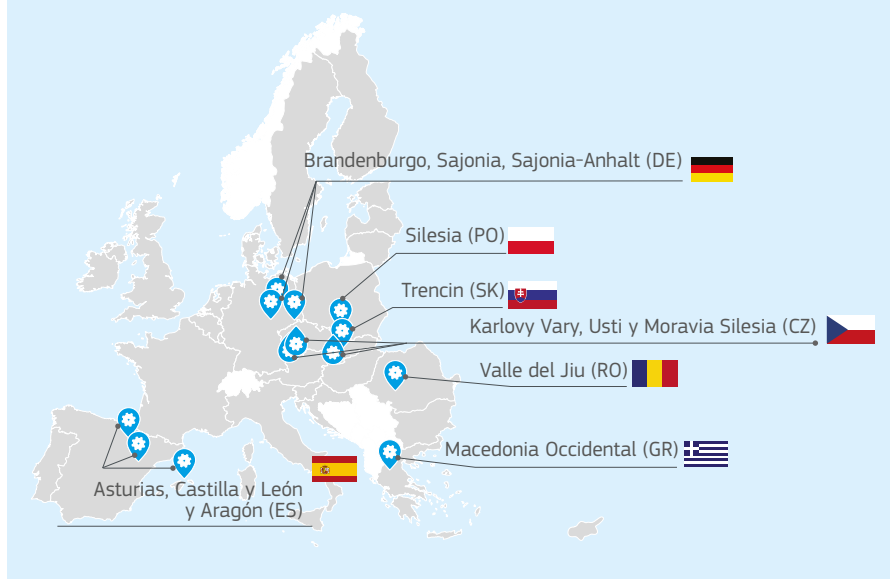 Brandenburgo, Sajonia, Sajonia-Anhalt (DE)
Silesia (PO)
Trencin (SK)
Karlovy Vary, Usti y Moravia Silesia (CZ)
Valle del Jiu (RO)
Macedonia Occidental (GR)
Asturias, Castilla y León
y Aragón (ES)